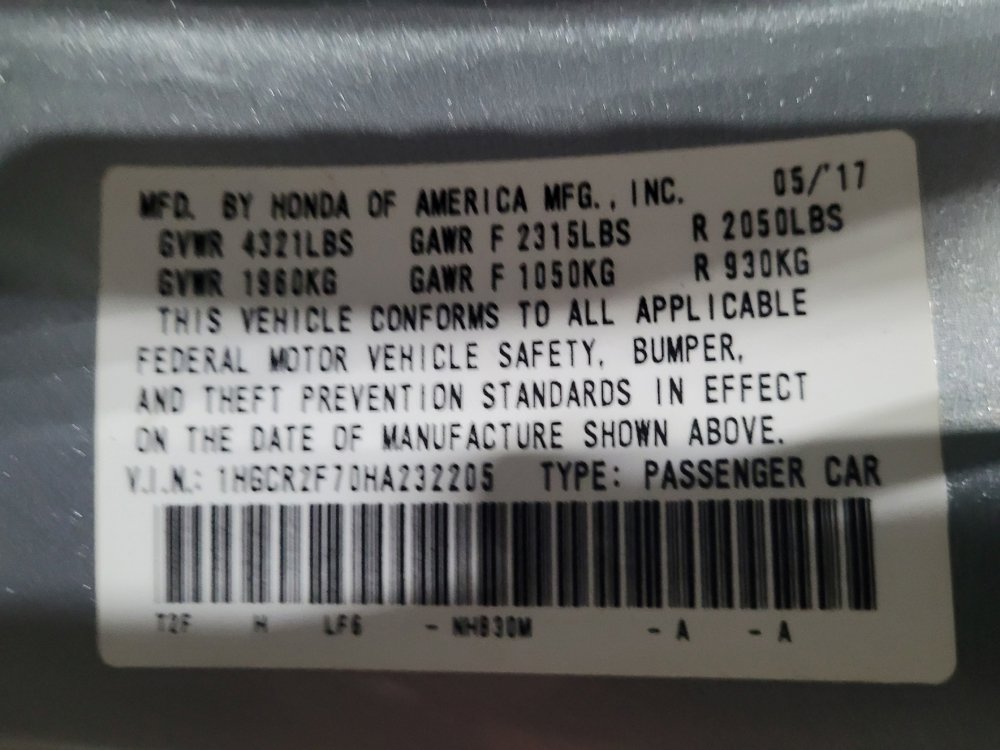 MFD. BY HONDA OF AMERICA MFG., INC. 05/'17
GVWR 4321LBS GAWR F 2315LBS R 2050LBS
GVWR 1960KG GAWR F 1050KG R 930KG
THIS VEHICLE CONFORMS TO ALL APPLICABLE
FEDERAL MOTOR VEHICLE SAFETY, BUMPER,
AND THEFT PREVENTION STANDARDS IN EFFECT
ON THE DATE OF MANUFACTURE SHOWN ABOVE.
V.I.N.: 1HGCR2F70HA232205 TYPE: PASSENGER CAR
T2F H LF6 - NH830M - A - A